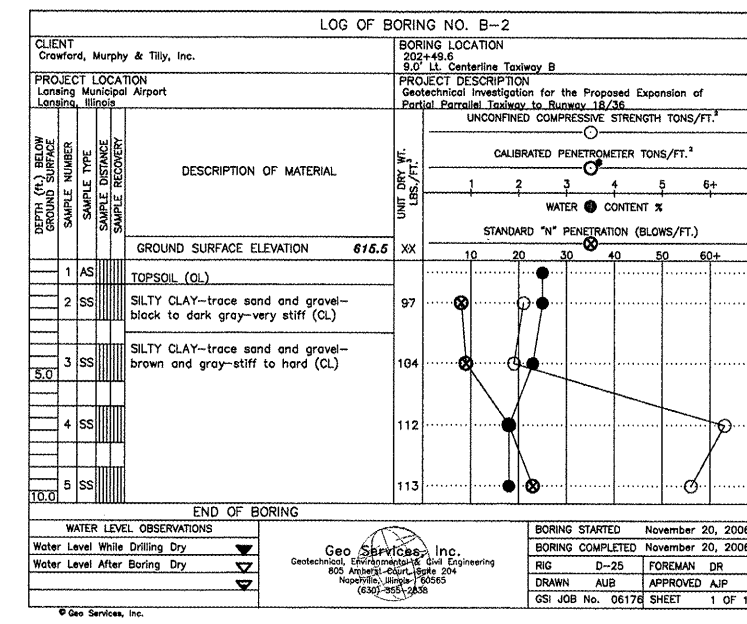 LOG OF BORING NO. B-2
CLIENT
Crawford, Murphy & Tilly, Inc.
BORING LOCATION
202+49.6
9.0' Lt. Centerline Taxiway B
PROJECT LOCATION
Lansing Municipal Airport
Lansing, Illinois
PROJECT DESCRIPTION
Geotechnical Investigation for the Proposed Expansion of
Partial Parrallel Taxiway to Runway 18/36
DEPTH (ft.) BELOW
GROUND SURFACE
SAMPLE NUMBER
SAMPLE TYPE
SAMPLE DISTANCE
SAMPLE RECOVERY
DESCRIPTION OF MATERIAL
GROUND SURFACE ELEVATION 615.5
UNIT DRY WT.
LBS./FT.³
XX
UNCONFINED COMPRESSIVE STRENGTH TONS/FT.²
CALIBRATED PENETROMETER TONS/FT.²
1 2 3 4 5 6+
WATER CONTENT %
STANDARD "N" PENETRATION (BLOWS/FT.)
10 20 30 40 50 60+
1 AS TOPSOIL (OL)
2 SS SILTY CLAY-trace sand and gravel-
black to dark gray-very stiff (CL)
97
SILTY CLAY-trace sand and gravel-
3 SS brown and gray-stiff to hard (CL)
104
5.0
4 SS 112
5 SS 113
10.0
END OF BORING
WATER LEVEL OBSERVATIONS
Water Level While Drilling Dry
Water Level After Boring Dry
Geo Services, Inc.
Geotechnical, Environmental & Civil Engineering
805 Amherst Court, Suite 204
Naperville, Illinois 60565
(630) 355-2838
BORING STARTED November 20, 2006
BORING COMPLETED November 20, 2006
RIG D-25 FOREMAN DR
DRAWN AUB APPROVED AJP
GSI JOB No. 06176 SHEET 1 OF 1
© Geo Services, Inc.